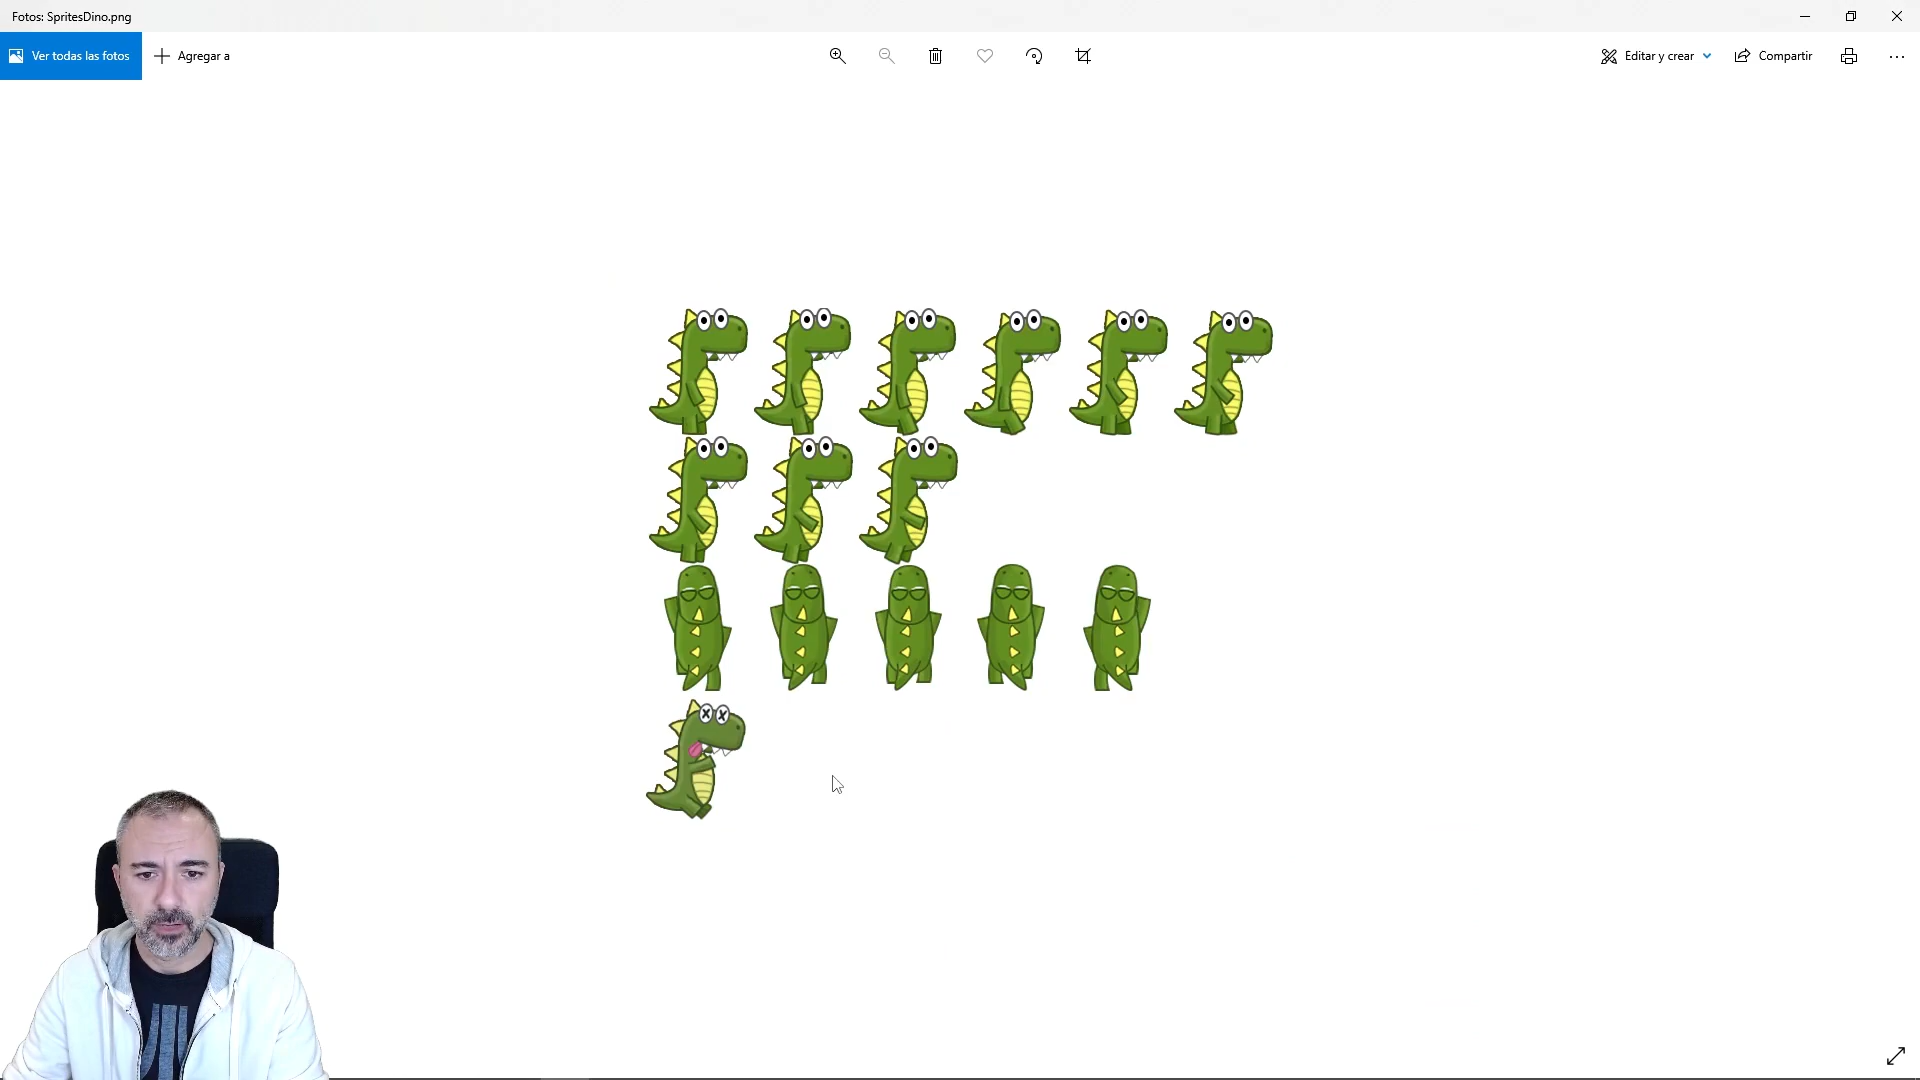 Fotos: SpritesDino.png
Ver todas las fotos
Agregar a
Editar y crear
Compartir